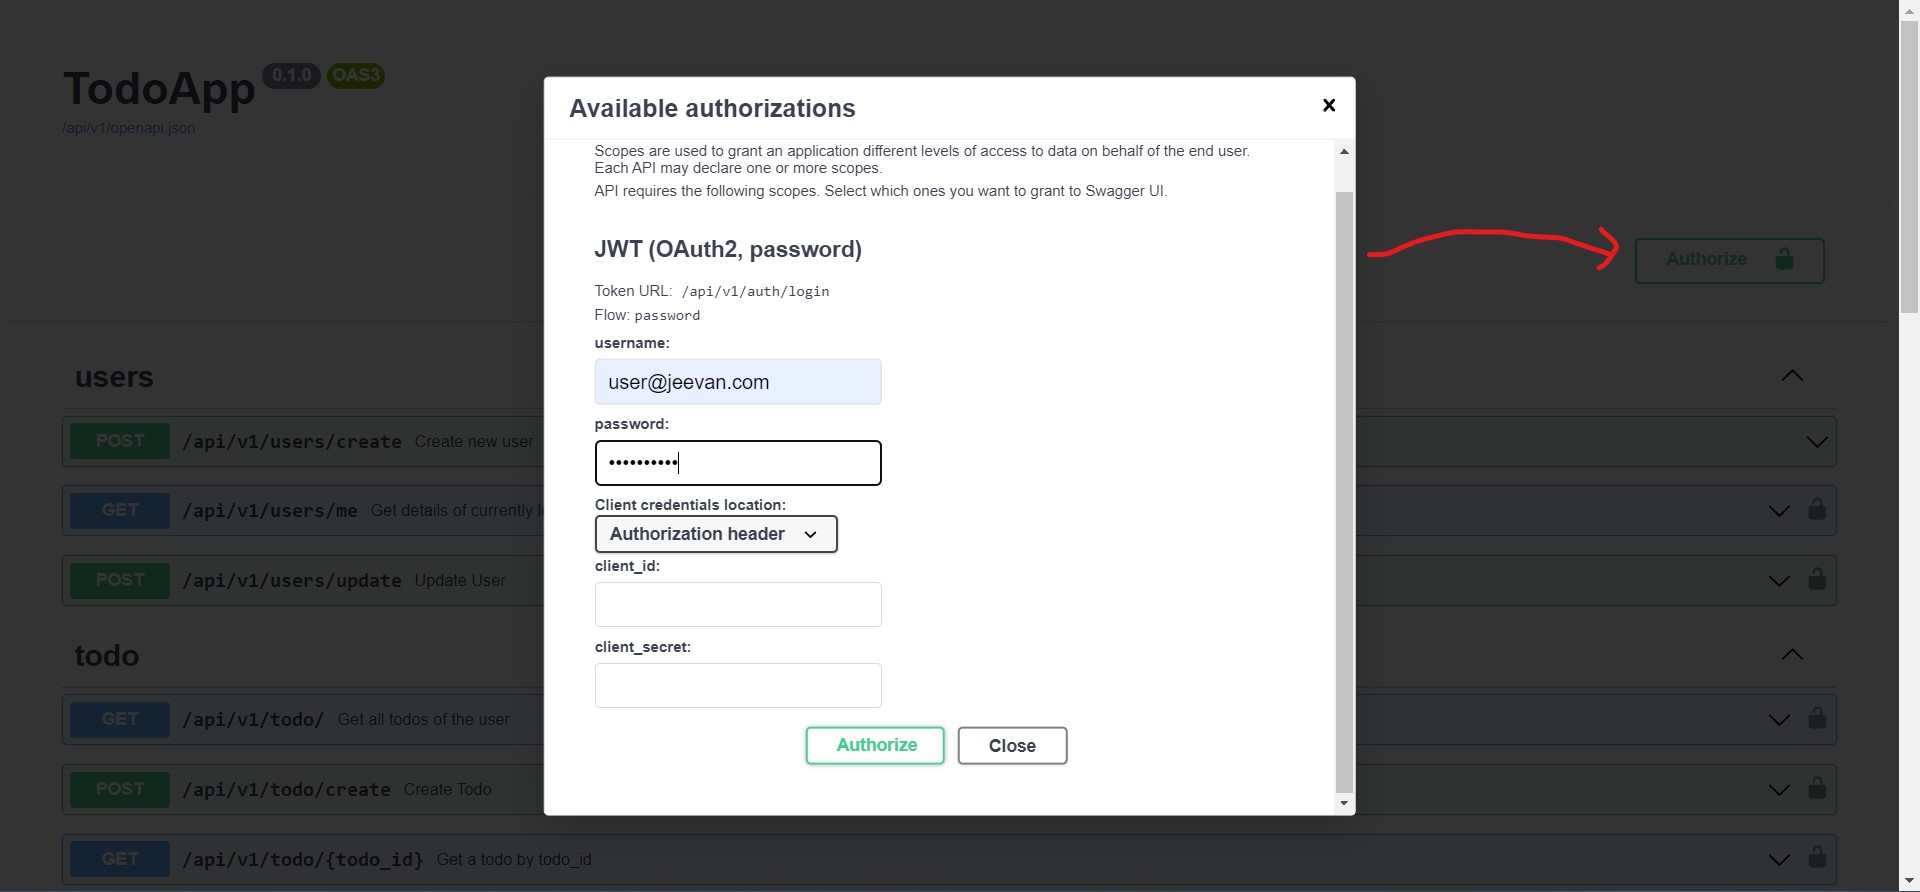 TodoApp 0.1.0 OAS3
/api/v1/openapi.json
Available authorizations
Scopes are used to grant an application different levels of access to data on behalf of the end user.
Each API may declare one or more scopes.
API requires the following scopes. Select which ones you want to grant to Swagger UI.
JWT (OAuth2, password)
Token URL: /api/v1/auth/login
Flow: password
username:
user@jeevan.com
password:
••••••••••
Client credentials location:
Authorization header
client_id:
client_secret:
Authorize Close
Authorize
users
POST /api/v1/users/create Create new user
GET /api/v1/users/me Get details of currently
POST /api/v1/users/update Update User
todo
GET /api/v1/todo/ Get all todos of the user
POST /api/v1/todo/create Create Todo
GET /api/v1/todo/{todo_id} Get a todo by todo_id